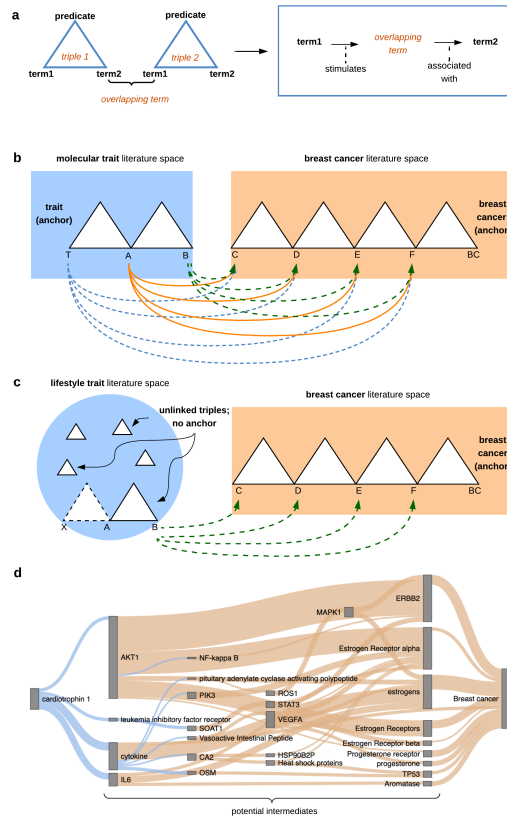 a
predicate
predicate
triple 1
triple 2
term1
term2
term1
term2
overlapping term
term1
overlapping
term
term2
stimulates
associated
with
b
molecular trait literature space
breast cancer literature space
trait
(anchor)
breast
cancer
(anchor
T
A
B
C
D
E
F
BC
c
lifestyle trait literature space
breast cancer literature space
unlinked triples;
no anchor
breast
cancer
(anchor
X
A
B
C
D
E
F
BC
d
ERBB2
MAPK1
AKT1
NF-kappa B
Estrogen Receptor alpha
pituitary adenylate cyclase activating polypeptide
PIK3
ROS1
estrogens
Breast cancer
cardiotrophin 1
STAT3
leukemia inhibitory factor receptor
VEGFA
SOAT1
Estrogen Receptors
Vasoactive Intestinal Peptide
Estrogen Receptor beta
cytokine
CA2
HSP90B2P
Progesterone receptor
Heat shock proteins
progesterone
IL6
OSM
TP53
Aromatase
potential intermediates